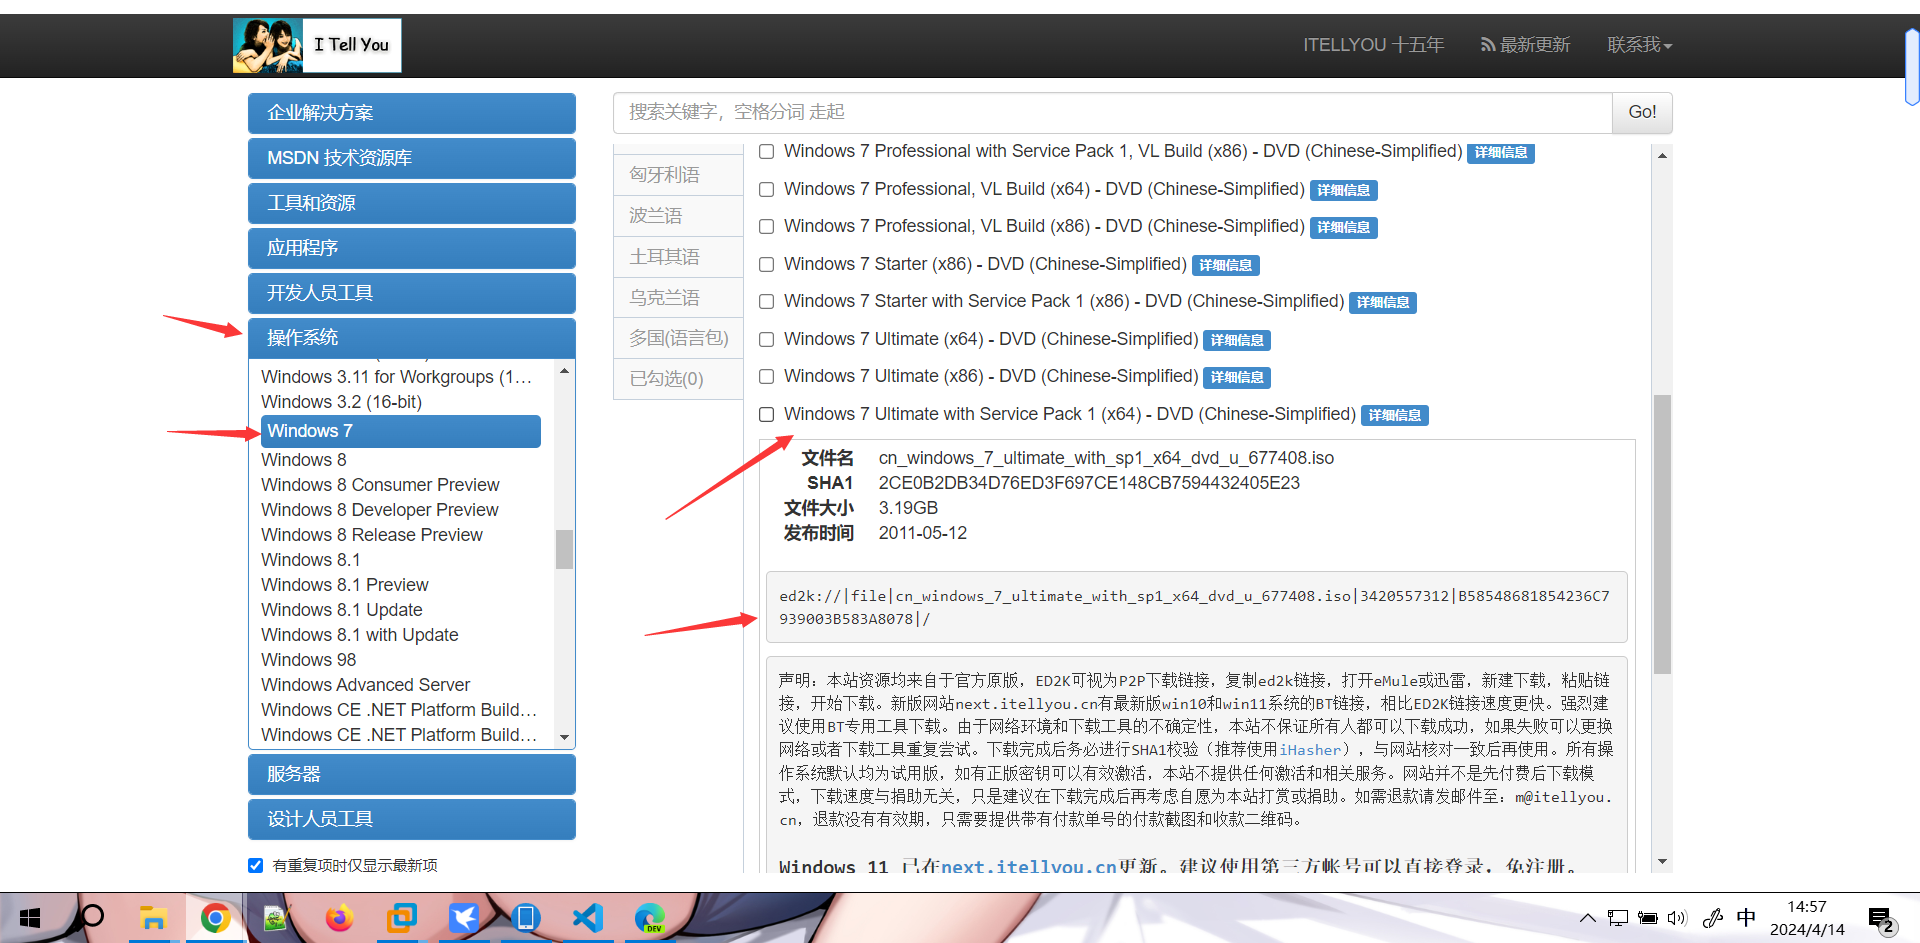 I Tell You
ITELLYOU 十五年
最新更新
联系我
企业解决方案
MSDN 技术资源库
工具和资源
应用程序
开发人员工具
操作系统
Windows 3.11 for Workgroups (1…
Windows 3.2 (16-bit)
Windows 7
Windows 8
Windows 8 Consumer Preview
Windows 8 Developer Preview
Windows 8 Release Preview
Windows 8.1
Windows 8.1 Preview
Windows 8.1 Update
Windows 8.1 with Update
Windows 98
Windows Advanced Server
Windows CE .NET Platform Build…
Windows CE .NET Platform Build…
服务器
设计人员工具
有重复项时仅显示最新项
搜索关键字，空格分词 走起
Go!
匈牙利语
波兰语
土耳其语
乌克兰语
多国(语言包)
已勾选(0)
Windows 7 Professional with Service Pack 1, VL Build (x86) - DVD (Chinese-Simplified) 详细信息
Windows 7 Professional, VL Build (x64) - DVD (Chinese-Simplified) 详细信息
Windows 7 Professional, VL Build (x86) - DVD (Chinese-Simplified) 详细信息
Windows 7 Starter (x86) - DVD (Chinese-Simplified) 详细信息
Windows 7 Starter with Service Pack 1 (x86) - DVD (Chinese-Simplified) 详细信息
Windows 7 Ultimate (x64) - DVD (Chinese-Simplified) 详细信息
Windows 7 Ultimate (x86) - DVD (Chinese-Simplified) 详细信息
Windows 7 Ultimate with Service Pack 1 (x64) - DVD (Chinese-Simplified) 详细信息
文件名 cn_windows_7_ultimate_with_sp1_x64_dvd_u_677408.iso
SHA1 2CE0B2DB34D76ED3F697CE148CB7594432405E23
文件大小 3.19GB
发布时间 2011-05-12
ed2k://|file|cn_windows_7_ultimate_with_sp1_x64_dvd_u_677408.iso|3420557312|B58548681854236C7
939003B583A8078|/
声明：本站资源均来自于官方原版，ED2K可视为P2P下载链接，复制ed2k链接，打开eMule或迅雷，新建下载，粘贴链
接，开始下载。新版网站next.itellyou.cn有最新版win10和win11系统的BT链接，相比ED2K链接速度更快。强烈建
议使用BT专用工具下载。由于网络环境和下载工具的不确定性，本站不保证所有人都可以下载成功，如果失败可以更换
网络或者下载工具重复尝试。下载完成后务必进行SHA1校验（推荐使用iHasher），与网站核对一致后再使用。所有操
作系统默认均为试用版，如有正版密钥可以有效激活，本站不提供任何激活和相关服务。网站并不是先付费后下载模
式，下载速度与捐助无关，只是建议在下载完成后再考虑自愿为本站打赏或捐助。如需退款请发邮件至：m@itellyou.
cn，退款没有有效期，只需要提供带有付款单号的付款截图和收款二维码。
Windows 11 已在next.itellyou.cn更新。建议使用第三方帐号可以直接登录，免注册。
DEV
中
14:57
2024/4/14
2